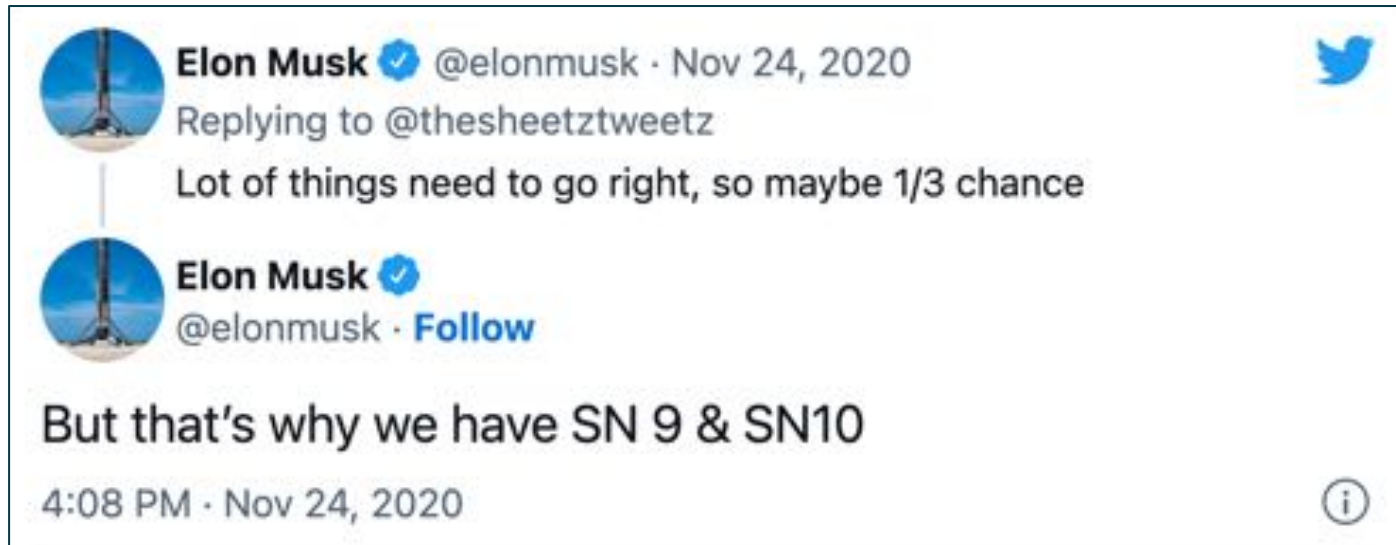 Elon Musk @elonmusk · Nov 24, 2020
Replying to @thesheetztweetz
Lot of things need to go right, so maybe 1/3 chance
Elon Musk
@elonmusk · Follow
But that's why we have SN 9 & SN10
4:08 PM · Nov 24, 2020